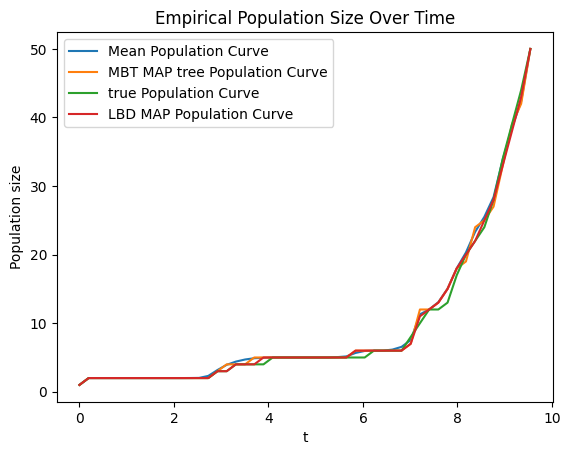 Empirical Population Size Over Time
Mean Population Curve
MBT MAP tree Population Curve
true Population Curve
LBD MAP Population Curve
Population size
50
40
30
20
10
0
0 2 4 6 8 10
t